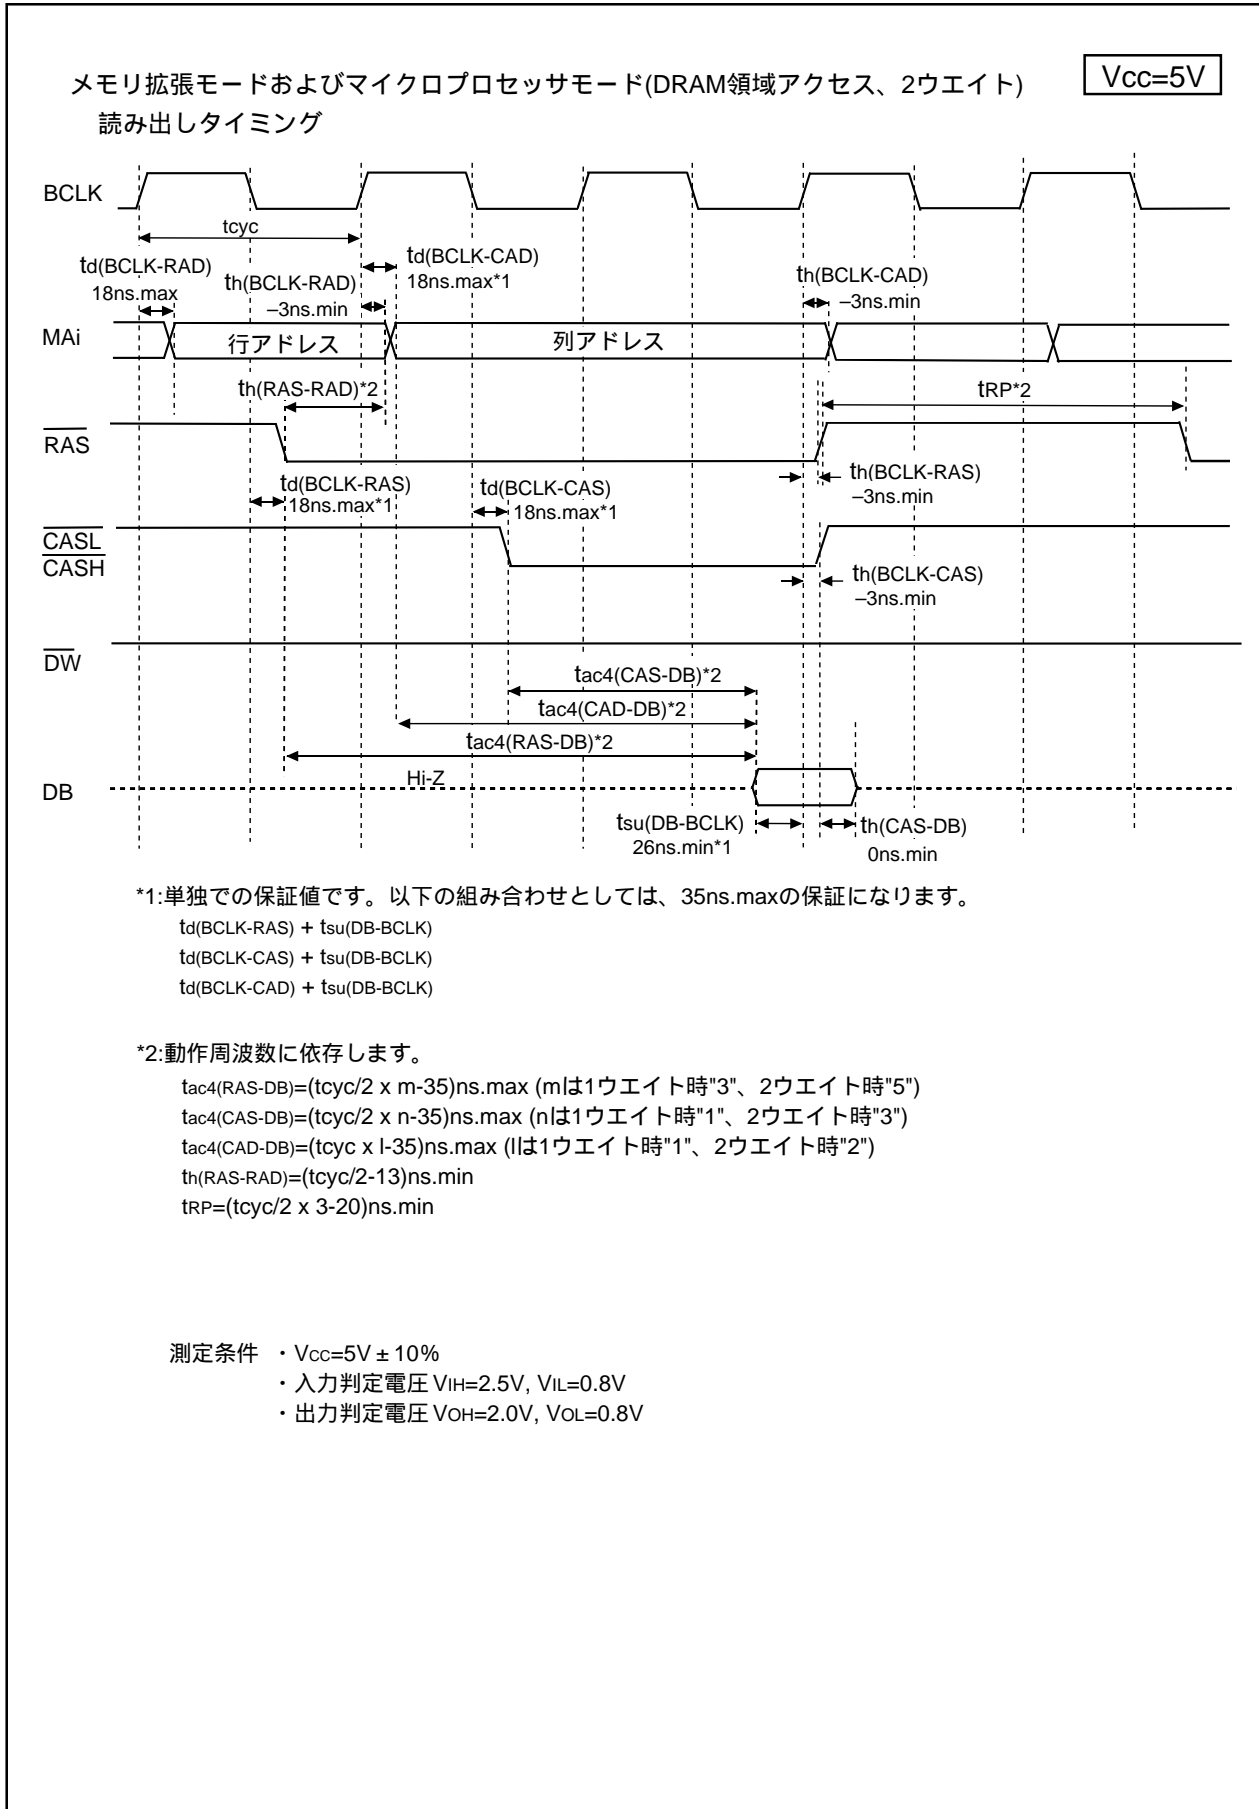 メモリ拡張モードおよびマイクロプロセッサモード(DRAM領域アクセス、2ウエイト)
Vcc=5V
読み出しタイミング
BCLK
tcyc
td(BCLK-RAD)
18ns.max
th(BCLK-RAD)
–3ns.min
td(BCLK-CAD)
18ns.max*1
th(BCLK-CAD)
–3ns.min
MAi
行アドレス
列アドレス
th(RAS-RAD)*2
tRP*2
RAS
td(BCLK-RAS)
18ns.max*1
td(BCLK-CAS)
18ns.max*1
th(BCLK-RAS)
–3ns.min
CASL
CASH
th(BCLK-CAS)
–3ns.min
DW
tac4(CAS-DB)*2
tac4(CAD-DB)*2
tac4(RAS-DB)*2
Hi-Z
DB
tsu(DB-BCLK)
26ns.min*1
th(CAS-DB)
0ns.min
*1:単独での保証値です。以下の組み合わせとしては、35ns.maxの保証になります。
td(BCLK-RAS) + tsu(DB-BCLK)
td(BCLK-CAS) + tsu(DB-BCLK)
td(BCLK-CAD) + tsu(DB-BCLK)
*2:動作周波数に依存します。
tac4(RAS-DB)=(tcyc/2 x m-35)ns.max (mは1ウエイト時"3"、2ウエイト時"5")
tac4(CAS-DB)=(tcyc/2 x n-35)ns.max (nは1ウエイト時"1"、2ウエイト時"3")
tac4(CAD-DB)=(tcyc x l-35)ns.max (lは1ウエイト時"1"、2ウエイト時"2")
th(RAS-RAD)=(tcyc/2-13)ns.min
tRP=(tcyc/2 x 3-20)ns.min
測定条件 ・VCC=5V±10%
・入力判定電圧 VIH=2.5V, VIL=0.8V
・出力判定電圧 VOH=2.0V, VOL=0.8V